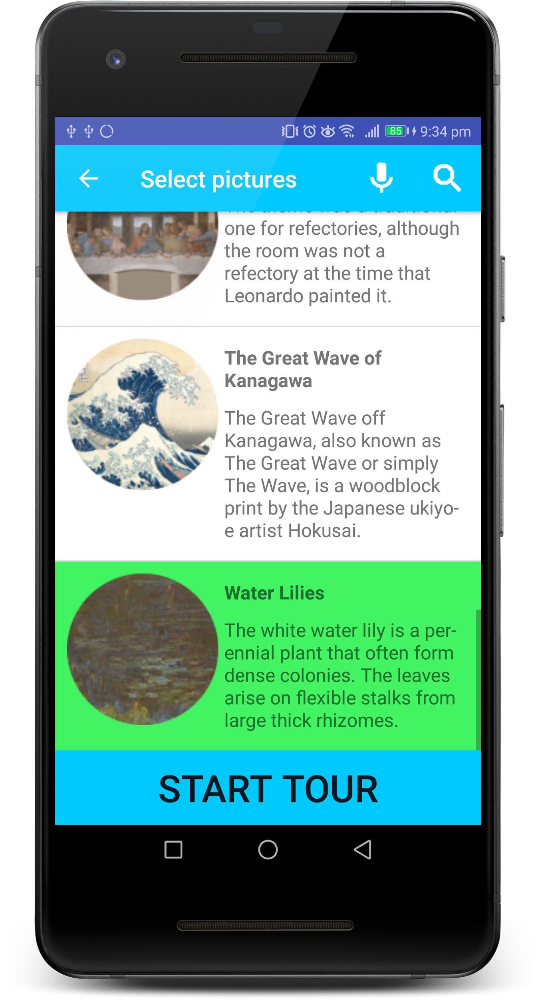 85 9:34 pm
Select pictures
one for refectories, although
the room was not a
refectory at the time that
Leonardo painted it.
The Great Wave of
Kanagawa
The Great Wave off
Kanagawa, also known as
The Great Wave or simply
The Wave, is a woodblock
print by the Japanese ukiyo-
e artist Hokusai.
Water Lilies
The white water lily is a per-
ennial plant that often form
dense colonies. The leaves
arise on flexible stalks from
large thick rhizomes.
START TOUR